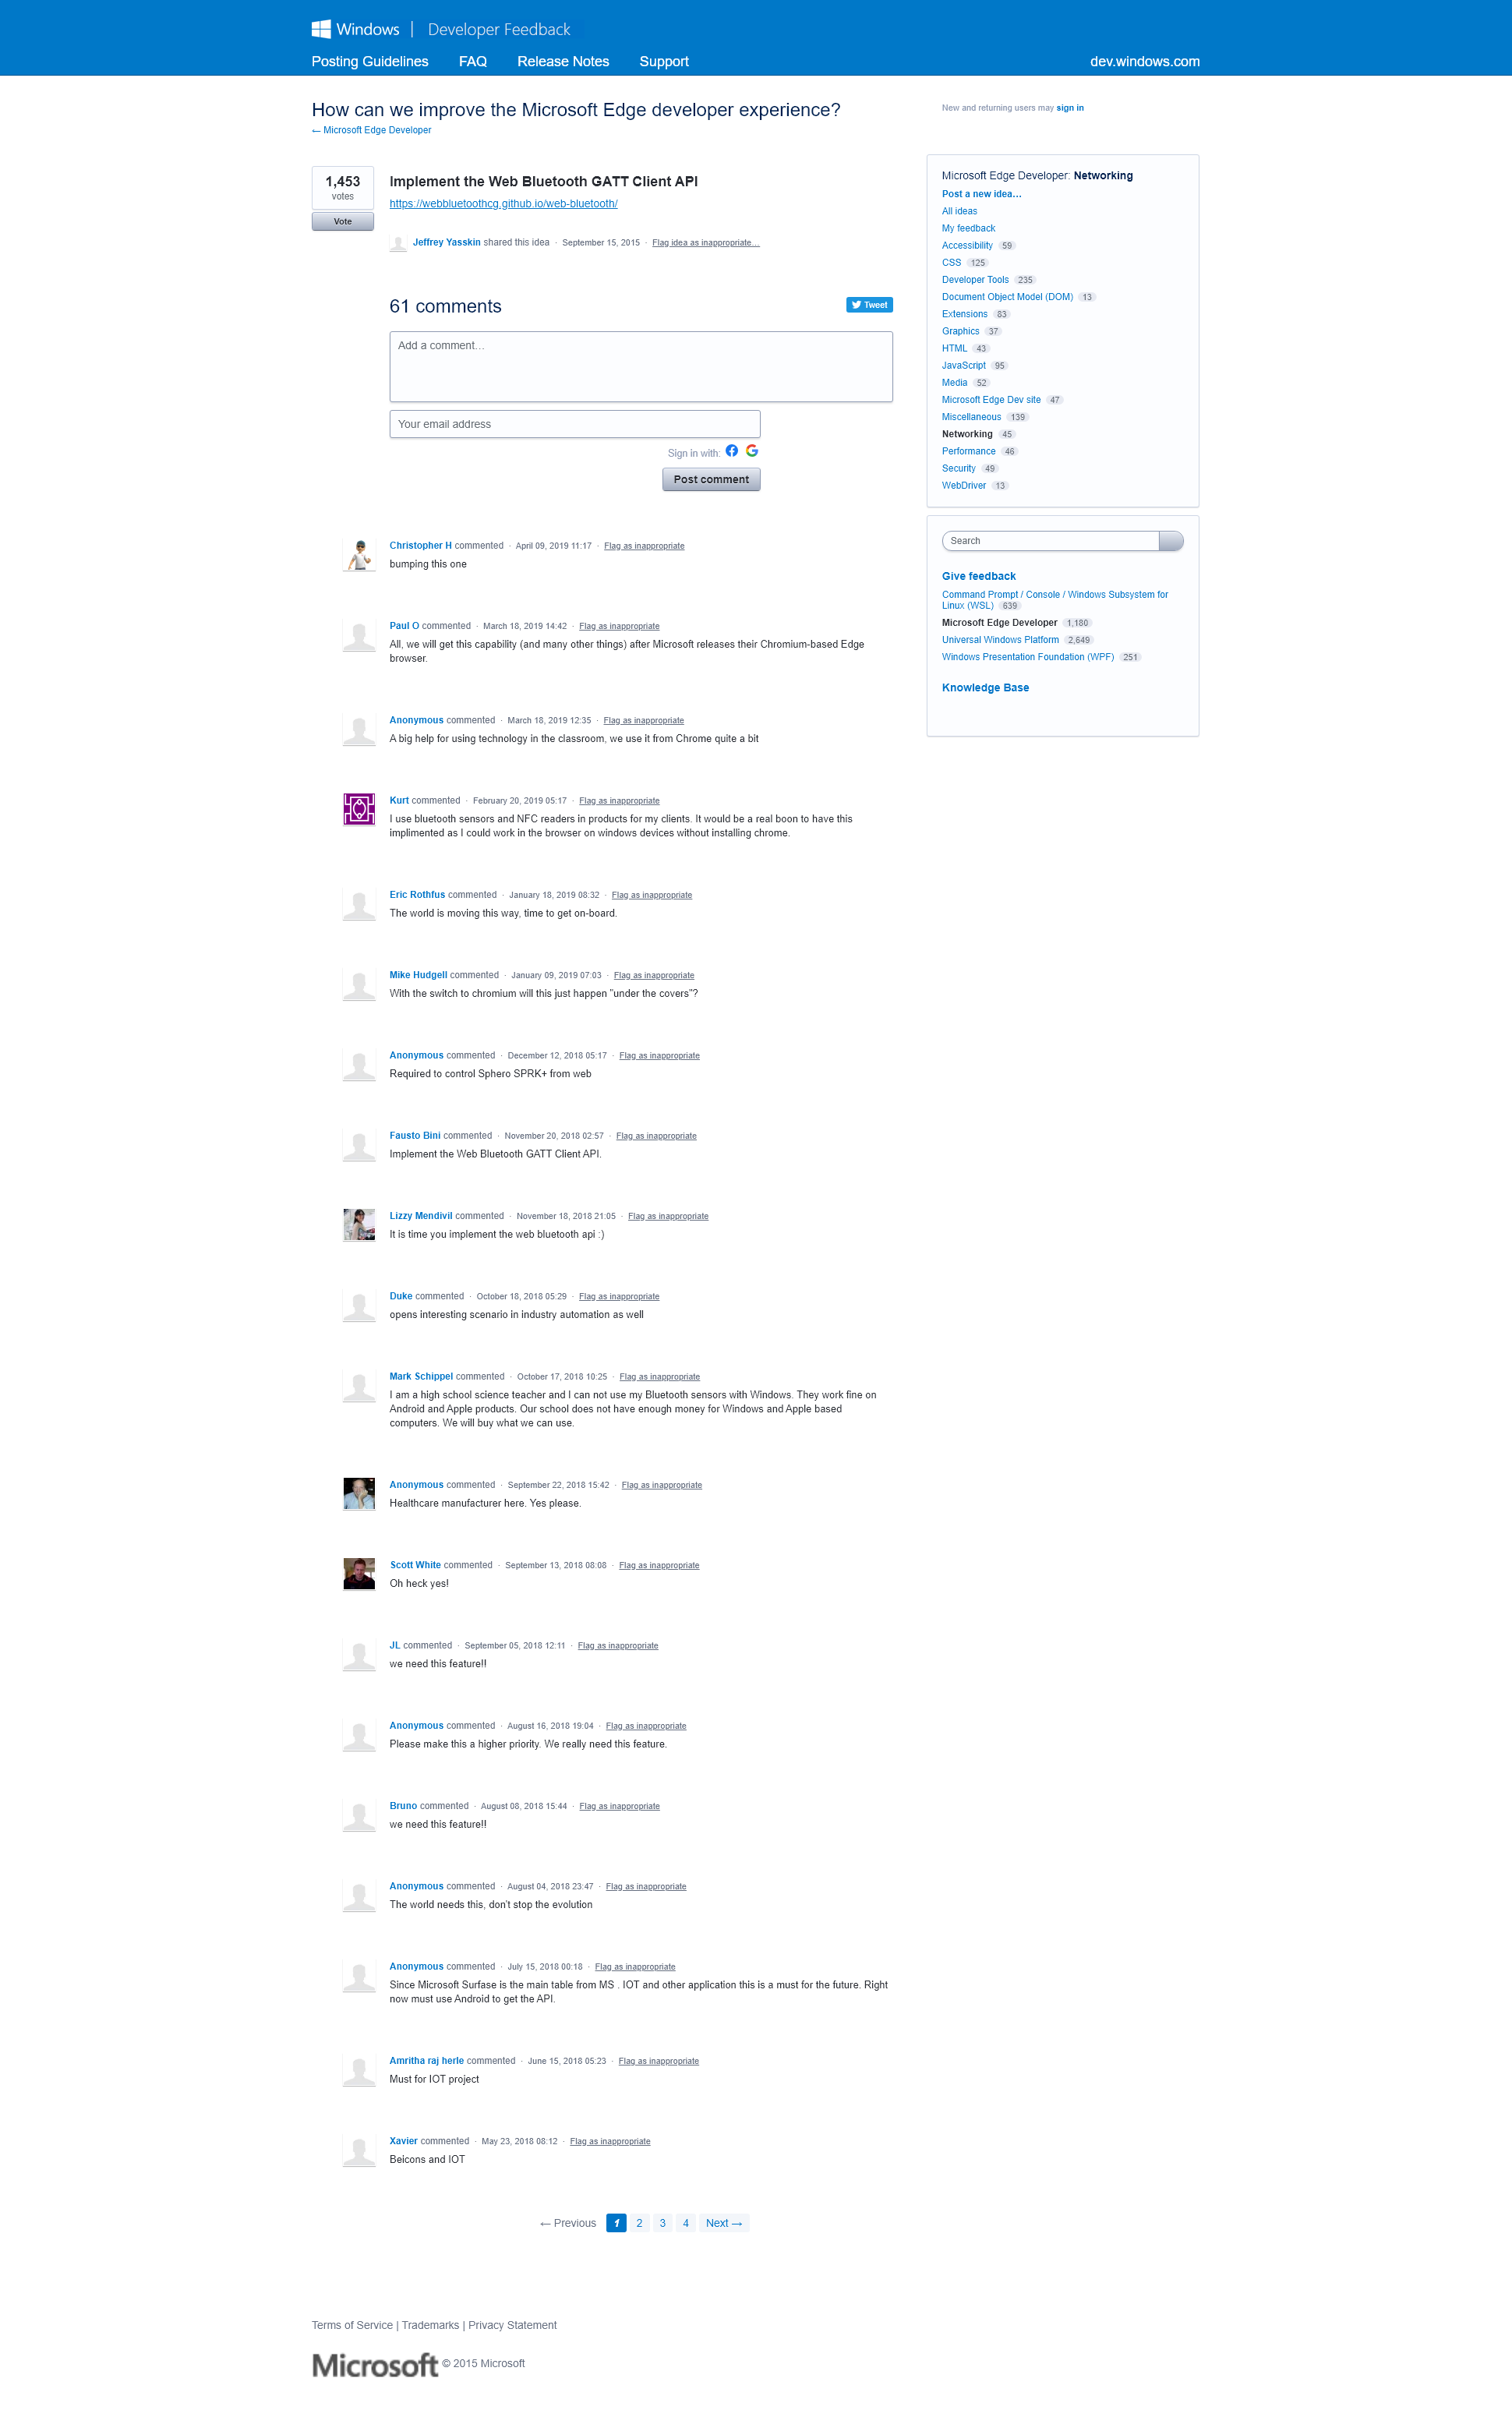 Windows | Developer Feedback
Posting Guidelines FAQ Release Notes Support dev.windows.com
How can we improve the Microsoft Edge developer experience?
← Microsoft Edge Developer
New and returning users may sign in
1,453
votes
Vote
Implement the Web Bluetooth GATT Client API
https://webbluetoothcg.github.io/web-bluetooth/
Jeffrey Yasskin shared this idea · September 15, 2015 · Flag idea as inappropriate…
61 comments
Tweet
Add a comment…
Your email address
Sign in with:
Post comment
Christopher H commented · April 09, 2019 11:17 · Flag as inappropriate
bumping this one
Paul O commented · March 18, 2019 14:42 · Flag as inappropriate
All, we will get this capability (and many other things) after Microsoft releases their Chromium-based Edge
browser.
Anonymous commented · March 18, 2019 12:35 · Flag as inappropriate
A big help for using technology in the classroom, we use it from Chrome quite a bit
Kurt commented · February 20, 2019 05:17 · Flag as inappropriate
I use bluetooth sensors and NFC readers in products for my clients. It would be a real boon to have this
implimented as I could work in the browser on windows devices without installing chrome.
Eric Rothfus commented · January 18, 2019 08:32 · Flag as inappropriate
The world is moving this way, time to get on-board.
Mike Hudgell commented · January 09, 2019 07:03 · Flag as inappropriate
With the switch to chromium will this just happen "under the covers"?
Anonymous commented · December 12, 2018 05:17 · Flag as inappropriate
Required to control Sphero SPRK+ from web
Fausto Bini commented · November 20, 2018 02:57 · Flag as inappropriate
Implement the Web Bluetooth GATT Client API.
Lizzy Mendivil commented · November 18, 2018 21:05 · Flag as inappropriate
It is time you implement the web bluetooth api :)
Duke commented · October 18, 2018 05:29 · Flag as inappropriate
opens interesting scenario in industry automation as well
Mark Schippel commented · October 17, 2018 10:25 · Flag as inappropriate
I am a high school science teacher and I can not use my Bluetooth sensors with Windows. They work fine on
Android and Apple products. Our school does not have enough money for Windows and Apple based
computers. We will buy what we can use.
Anonymous commented · September 22, 2018 15:42 · Flag as inappropriate
Healthcare manufacturer here. Yes please.
Scott White commented · September 13, 2018 08:08 · Flag as inappropriate
Oh heck yes!
JL commented · September 05, 2018 12:11 · Flag as inappropriate
we need this feature!!
Anonymous commented · August 16, 2018 19:04 · Flag as inappropriate
Please make this a higher priority. We really need this feature.
Bruno commented · August 08, 2018 15:44 · Flag as inappropriate
we need this feature!!
Anonymous commented · August 04, 2018 23:47 · Flag as inappropriate
The world needs this, don't stop the evolution
Anonymous commented · July 15, 2018 00:18 · Flag as inappropriate
Since Microsoft Surfase is the main table from MS . IOT and other application this is a must for the future. Right
now must use Android to get the API.
Amritha raj herle commented · June 15, 2018 05:23 · Flag as inappropriate
Must for IOT project
Xavier commented · May 23, 2018 08:12 · Flag as inappropriate
Beicons and IOT
← Previous 1 2 3 4 Next →
Microsoft Edge Developer: Networking
Post a new idea…
All ideas
My feedback
Accessibility 59
CSS 125
Developer Tools 235
Document Object Model (DOM) 13
Extensions 83
Graphics 37
HTML 43
JavaScript 95
Media 52
Microsoft Edge Dev site 47
Miscellaneous 139
Networking 45
Performance 46
Security 49
WebDriver 13
Search
Give feedback
Command Prompt / Console / Windows Subsystem for
Linux (WSL) 639
Microsoft Edge Developer 1,180
Universal Windows Platform 2,649
Windows Presentation Foundation (WPF) 251
Knowledge Base
Terms of Service | Trademarks | Privacy Statement
Microsoft © 2015 Microsoft